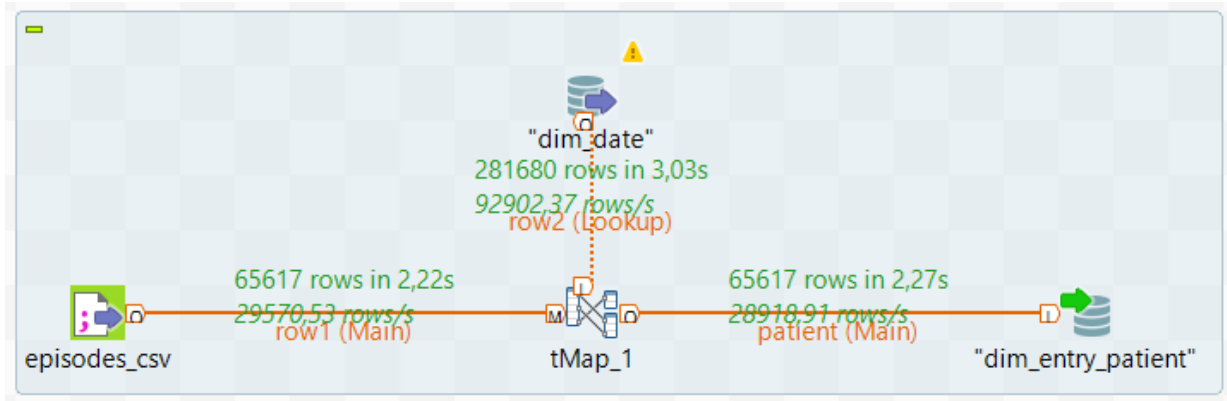 "dim_date"
281680 rows in 3,03s
92902,37 rows/s
row2 (Lookup)
65617 rows in 2,22s
29570,53 rows/s
row1 (Main)
65617 rows in 2,27s
28918,91 rows/s
patient (Main)
O
I
O
M
O
I
episodes_csv
tMap_1
"dim_entry_patient"